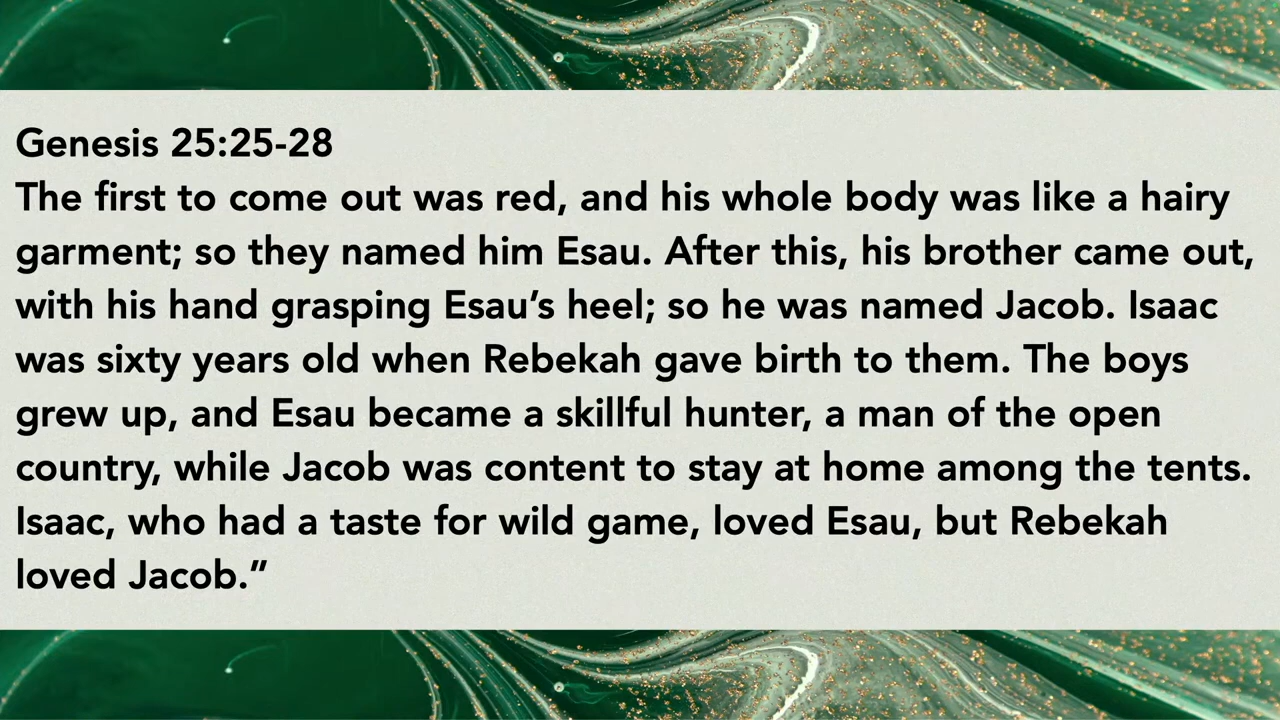 Genesis 25:25-28
The first to come out was red, and his whole body was like a hairy
garment; so they named him Esau. After this, his brother came out,
with his hand grasping Esau’s heel; so he was named Jacob. Isaac
was sixty years old when Rebekah gave birth to them. The boys
grew up, and Esau became a skillful hunter, a man of the open
country, while Jacob was content to stay at home among the tents.
Isaac, who had a taste for wild game, loved Esau, but Rebekah
loved Jacob.”